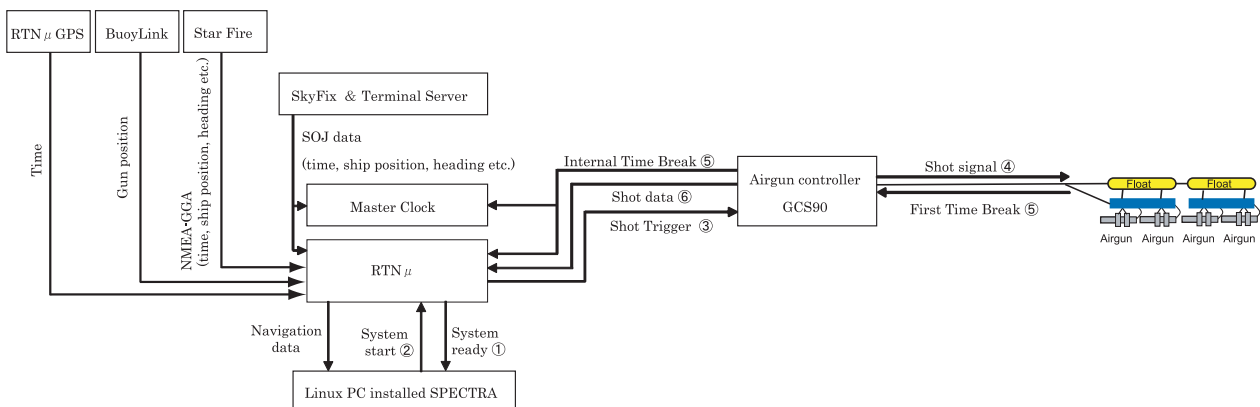 RTN μ GPS
BuoyLink
Star Fire
Time
Gun position
NMEA-GGA
(time, ship position, heading etc.)
SkyFix & Terminal Server
SOJ data
(time, ship position, heading etc.)
Master Clock
RTN μ
Internal Time Break ⑤
Shot data ⑥
Shot Trigger ③
Airgun controller
GCS90
Shot signal ④
First Time Break ⑤
Float
Float
Airgun
Airgun
Airgun
Airgun
Navigation
data
System
start ②
System
ready ①
Linux PC installed SPECTRA